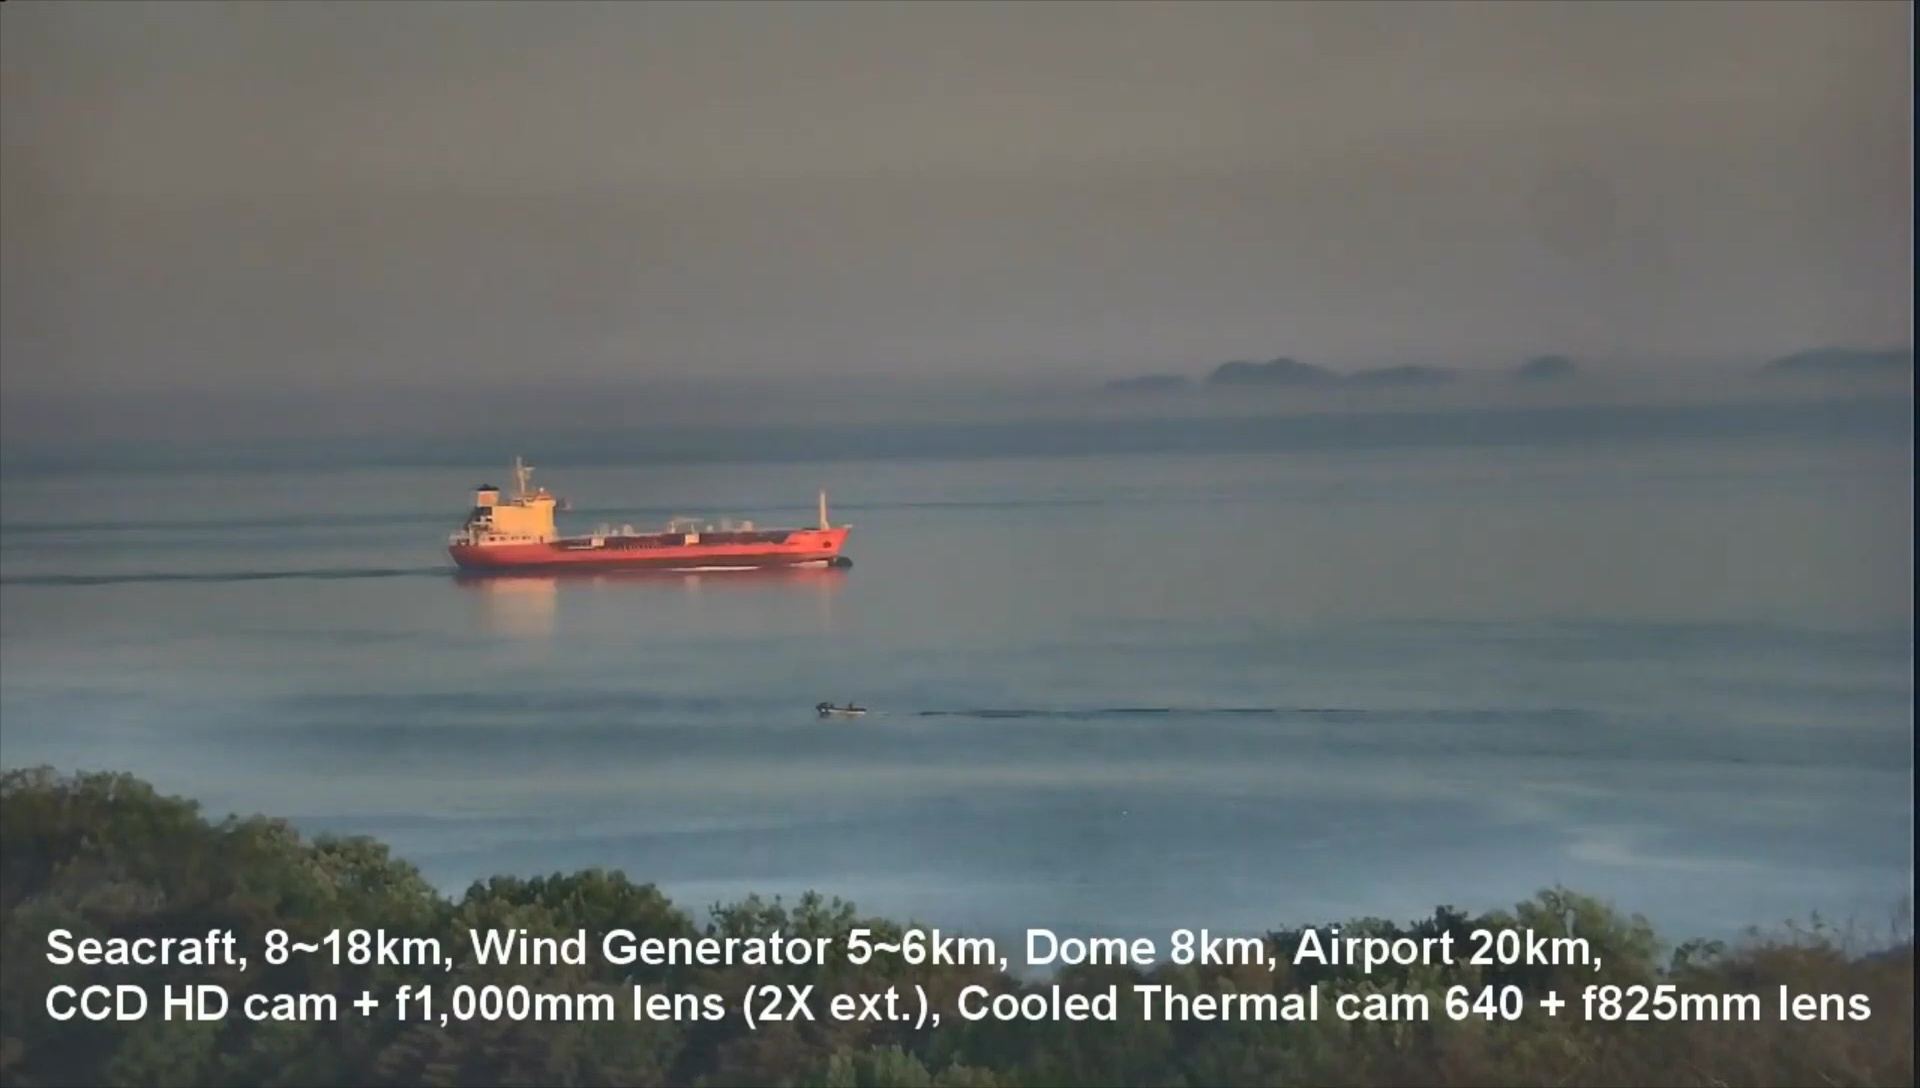 Seacraft, 8~18km, Wind Generator 5~6km, Dome 8km, Airport 20km,
CCD HD cam + f1,000mm lens (2X ext.), Cooled Thermal cam 640 + f825mm lens